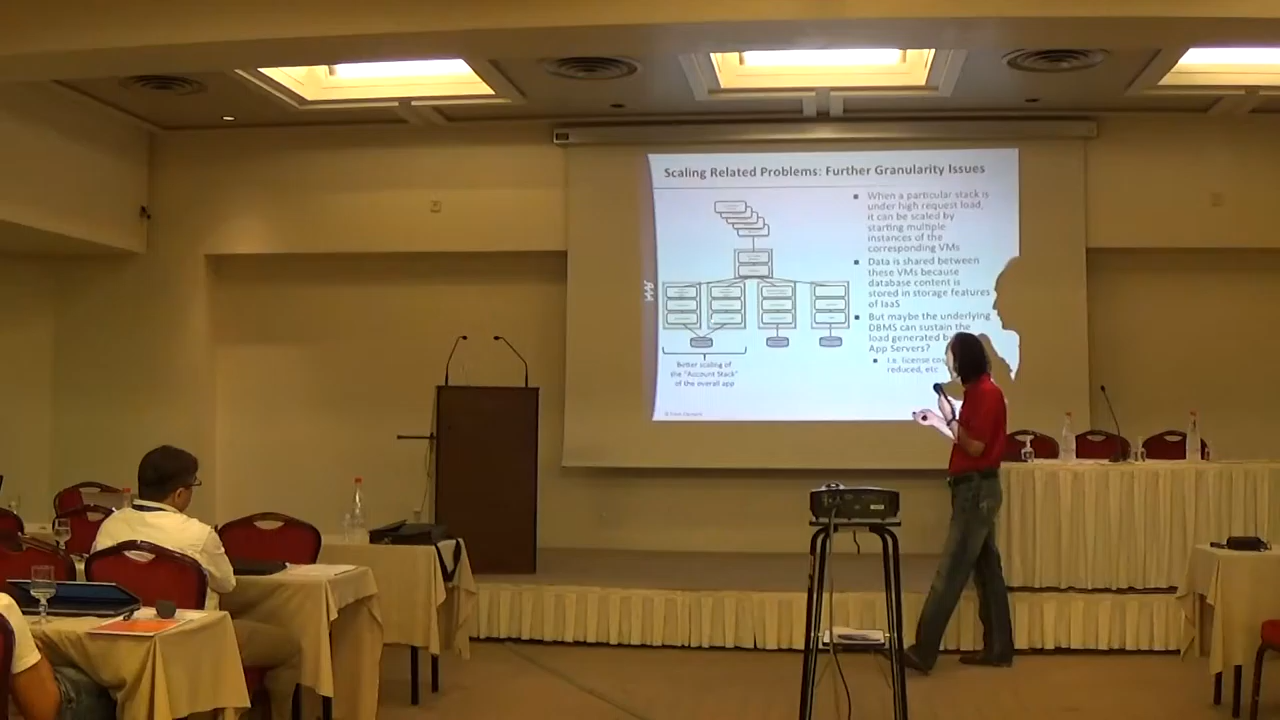 Scaling Related Problems: Further Granularity Issues
When a particular stack is
under high request load,
it can be scaled by
starting multiple
instances of the
corresponding VMs
Data is shared between
these VMs because
database content is
stored in storage features
of IaaS
But maybe the underlying
DBMS can sustain the
load generated by
App Servers?
i.e. license cos
reduced, etc
Better scaling of
the "Account Stack"
of the overall app